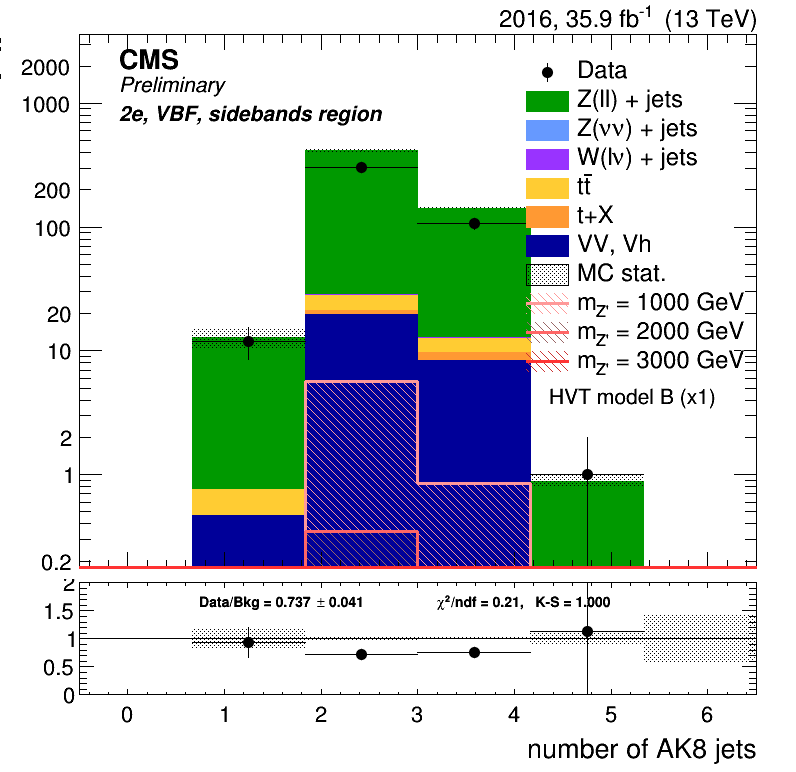 2016, 35.9 fb⁻¹ (13 TeV)
CMS
Preliminary
2e, VBF, sidebands region
Data
Z(ll) + jets
Z(νν) + jets
W(lν) + jets
tt̄
t+X
VV, Vh
MC stat.
m_Z' = 1000 GeV
m_Z' = 2000 GeV
m_Z' = 3000 GeV
HVT model B (x1)
2000
1000
200
100
20
10
2
1
0.2
Data/Bkg = 0.737 ± 0.041 χ²/ndf = 0.21, K-S = 1.000
2
1.5
1
0.5
0
0 1 2 3 4 5 6
number of AK8 jets